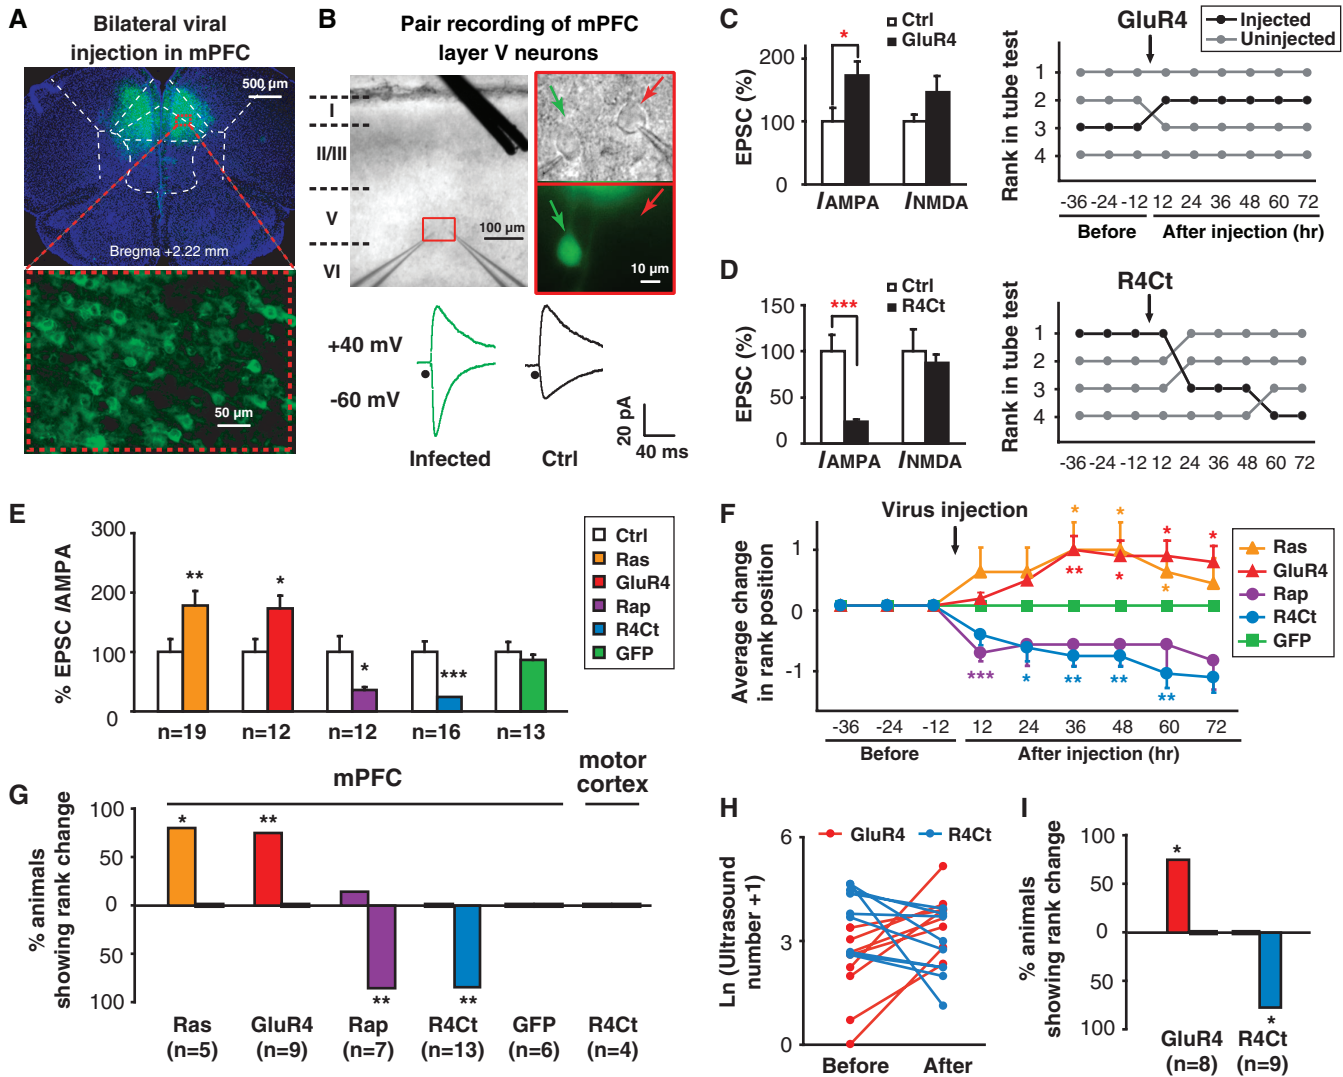 A
Bilateral viral
injection in mPFC
500 µm
Bregma +2.22 mm
50 µm
B
Pair recording of mPFC
layer V neurons
I
II/III
V
VI
100 µm
10 µm
+40 mV
-60 mV
20 pA
40 ms
Infected
Ctrl
C
Ctrl
GluR4
*
EPSC (%)
200
100
0
IAMPA
INMDA
GluR4
Injected
Uninjected
Rank in tube test
1
2
3
4
-36 -24 -12 12 24 36 48 60 72
Before
After injection (hr)
D
Ctrl
R4Ct
***
EPSC (%)
150
100
50
0
IAMPA
INMDA
R4Ct
Rank in tube test
1
2
3
4
-36 -24 -12 12 24 36 48 60 72
E
% EPSC IAMPA
300
200
100
0
**
*
*
***
n=19
n=12
n=12
n=16
n=13
Ctrl
Ras
GluR4
Rap
R4Ct
GFP
F
Virus injection
Average change
in rank position
1
0
-1
* * * *
** * *
*** * ** ** **
-36 -24 -12 12 24 36 48 60 72
Before
After injection (hr)
Ras
GluR4
Rap
R4Ct
GFP
G
mPFC
motor
cortex
% animals
showing rank change
100
50
0
50
100
*
**
**
**
Ras
(n=5)
GluR4
(n=9)
Rap
(n=7)
R4Ct
(n=13)
GFP
(n=6)
R4Ct
(n=4)
H
GluR4
R4Ct
Ln (Ultrasound
number +1)
6
3
0
Before
After
I
% animals
showing rank change
100
50
0
50
100
*
*
GluR4
(n=8)
R4Ct
(n=9)